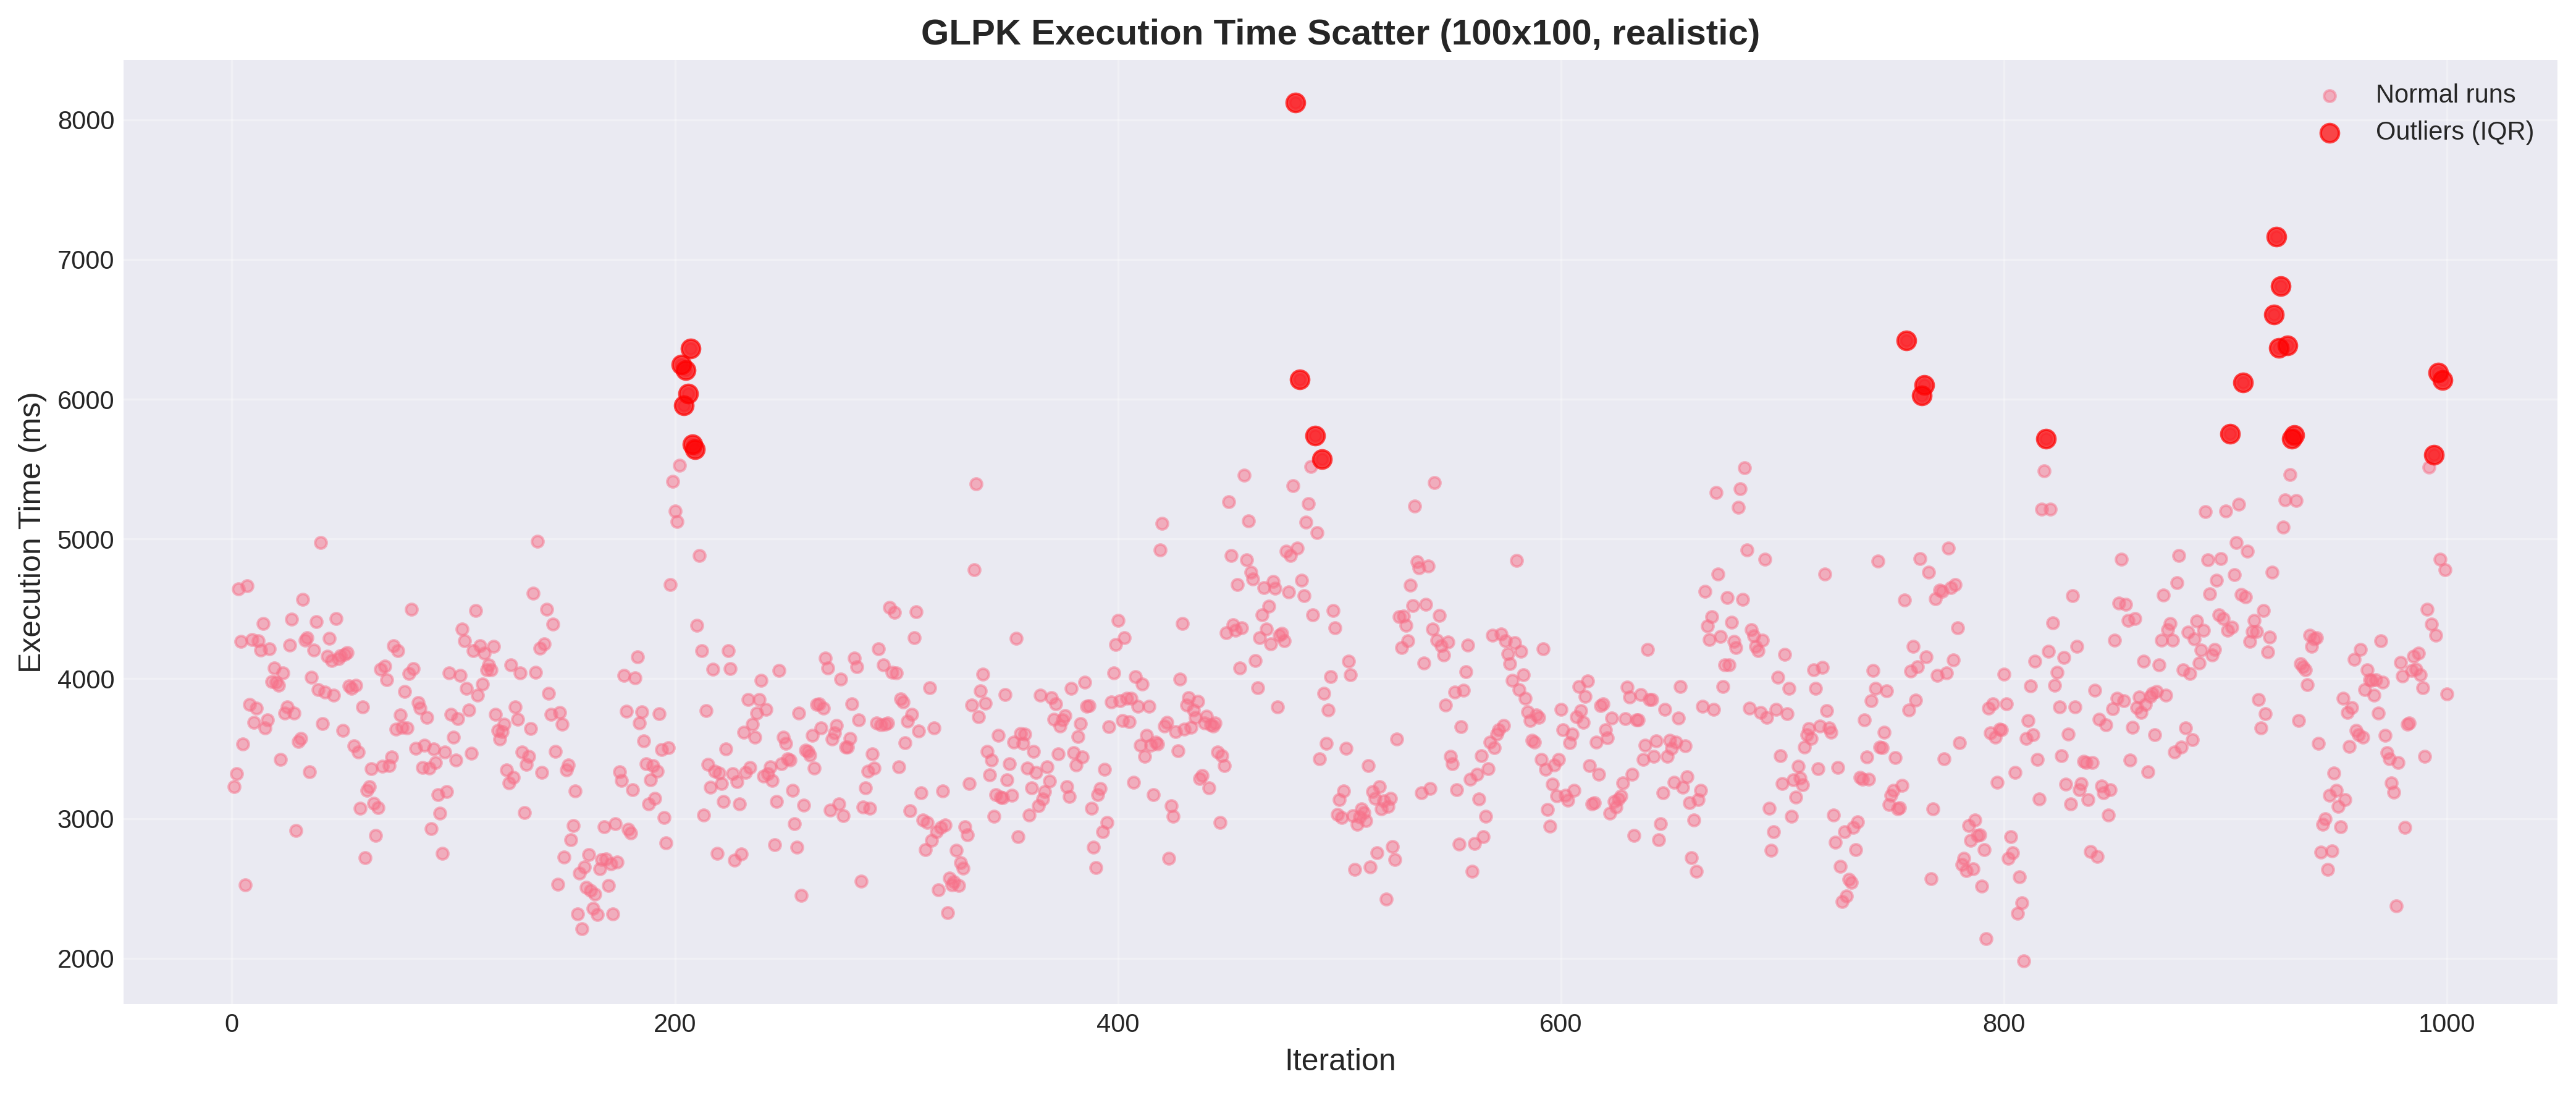 GLPK Execution Time Scatter (100x100, realistic)
Normal runs
Outliers (IQR)
Execution Time (ms)
8000
7000
6000
5000
4000
3000
2000
0
200
400
600
800
1000
Iteration